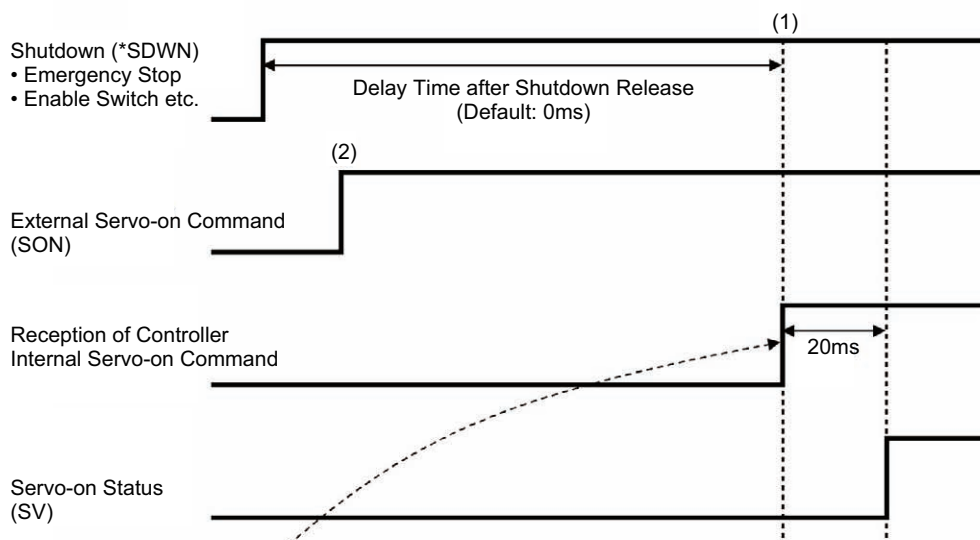 (1)
Shutdown (*SDWN)
• Emergency Stop
• Enable Switch etc.
Delay Time after Shutdown Release
(Default: 0ms)
(2)
External Servo-on Command
(SON)
Reception of Controller
Internal Servo-on Command
20ms
Servo-on Status
(SV)